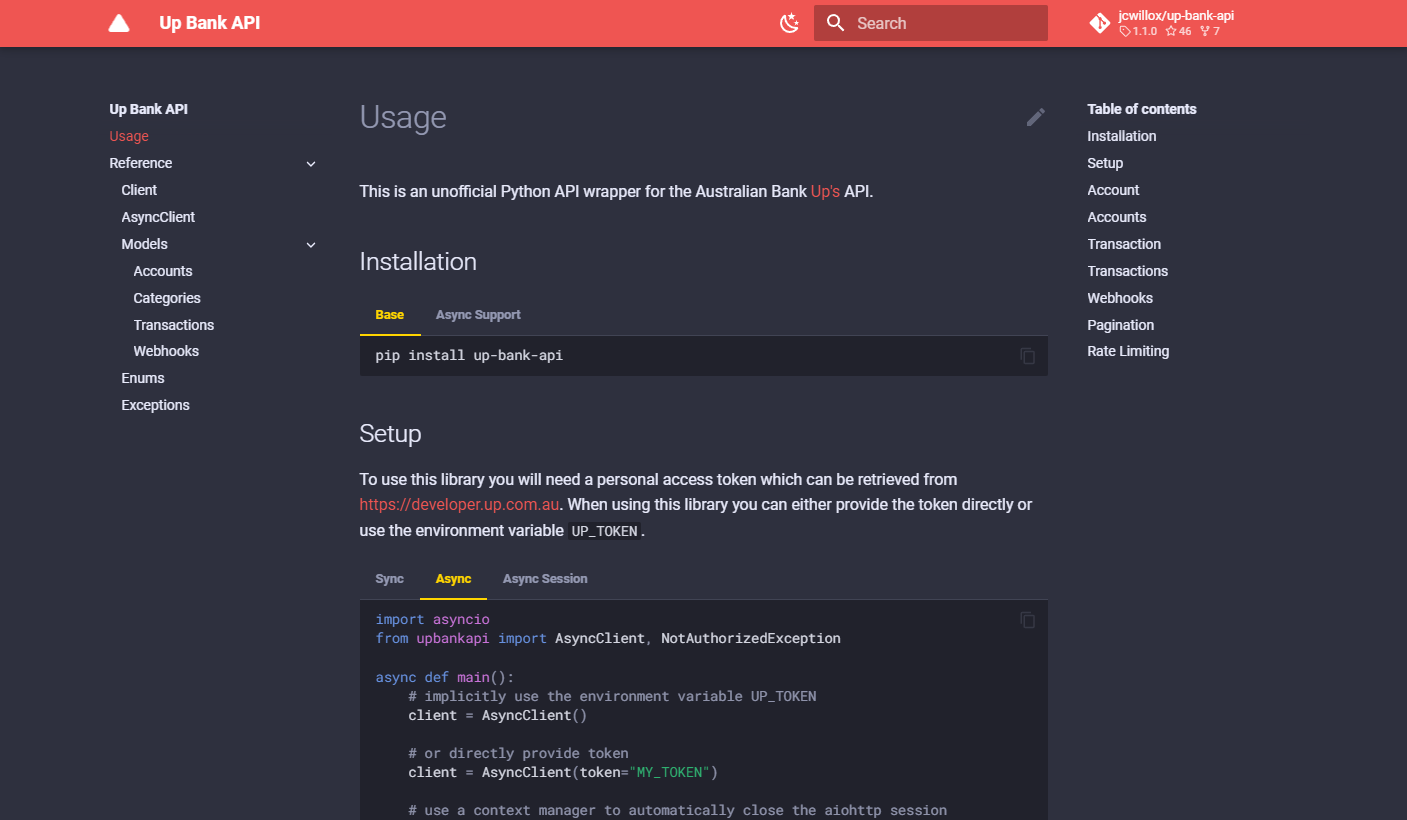 Up Bank API
Search
jcwillox/up-bank-api
1.1.0 46 7
Up Bank API
Usage
Reference
Client
AsyncClient
Models
Accounts
Categories
Transactions
Webhooks
Enums
Exceptions
Usage
This is an unofficial Python API wrapper for the Australian Bank Up's API.
Installation
Base Async Support
pip install up-bank-api
Setup
To use this library you will need a personal access token which can be retrieved from
https://developer.up.com.au. When using this library you can either provide the token directly or
use the environment variable UP_TOKEN.
Sync Async Async Session
import asyncio
from upbankapi import AsyncClient, NotAuthorizedException
async def main():
    # implicitly use the environment variable UP_TOKEN
    client = AsyncClient()
    # or directly provide token
    client = AsyncClient(token="MY_TOKEN")
    # use a context manager to automatically close the aiohttp session
Table of contents
Installation
Setup
Account
Accounts
Transaction
Transactions
Webhooks
Pagination
Rate Limiting